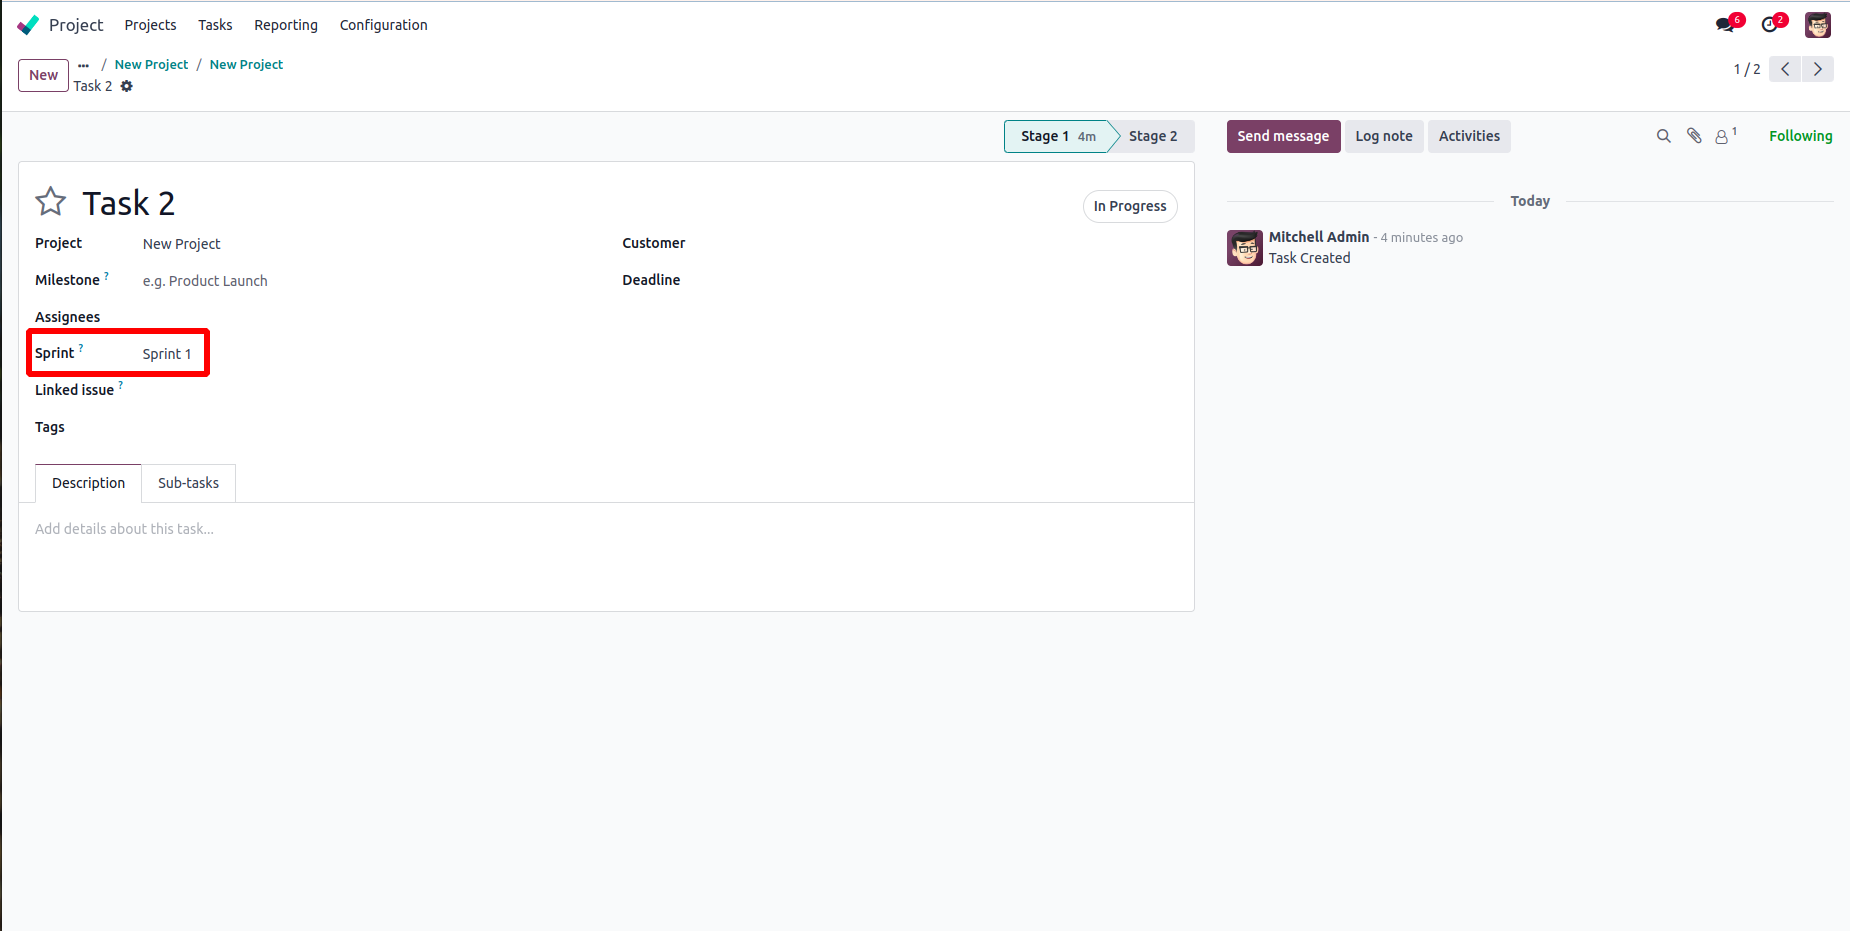 Project Projects Tasks Reporting Configuration 6 2
New ... / New Project / New Project
Task 2
1 / 2
Stage 1 4m Stage 2
Send message Log note Activities 1 Following
Task 2
In Progress
Project New Project
Customer
Milestone ? e.g. Product Launch
Deadline
Assignees
Sprint ? Sprint 1
Linked issue ?
Tags
Description Sub-tasks
Add details about this task...
Today
Mitchell Admin - 4 minutes ago
Task Created